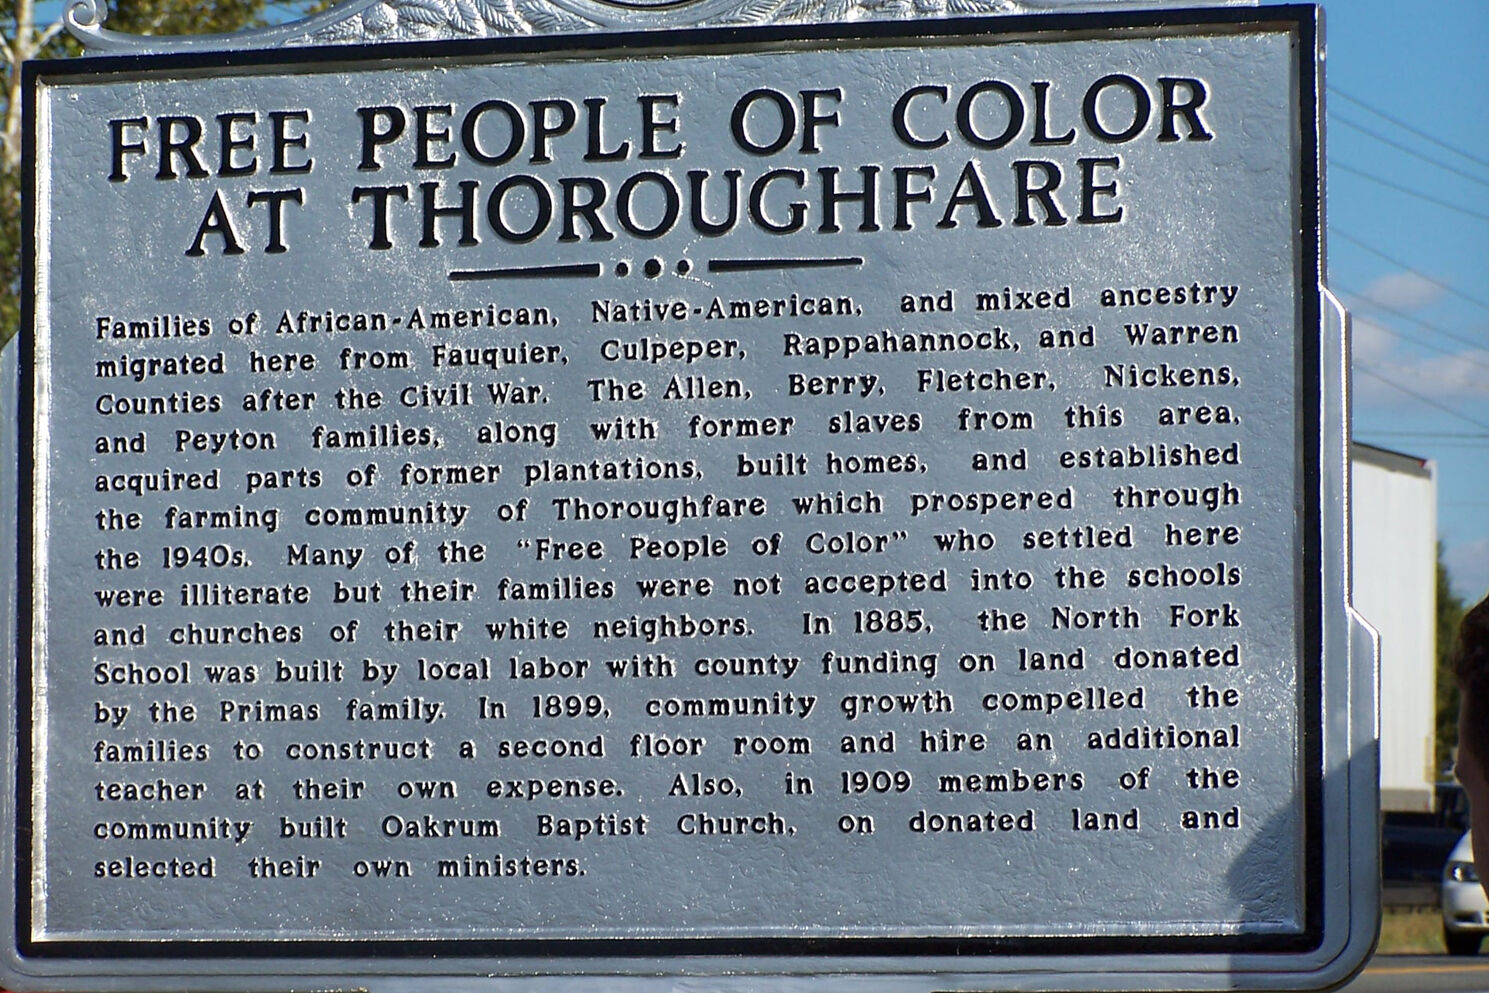 FREE PEOPLE OF COLOR
AT THOROUGHFARE
Families of African-American, Native-American, and mixed ancestry
migrated here from Fauquier, Culpeper, Rappahannock, and Warren
Counties after the Civil War. The Allen, Berry, Fletcher, Nickens,
and Peyton families, along with former slaves from this area,
acquired parts of former plantations, built homes, and established
the farming community of Thoroughfare which prospered through
the 1940s. Many of the "Free People of Color" who settled here
were illiterate but their families were not accepted into the schools
and churches of their white neighbors. In 1885, the North Fork
School was built by local labor with county funding on land donated
by the Primas family. In 1899, community growth compelled the
families to construct a second floor room and hire an additional
teacher at their own expense. Also, in 1909 members of the
community built Oakrum Baptist Church, on donated land and
selected their own ministers.